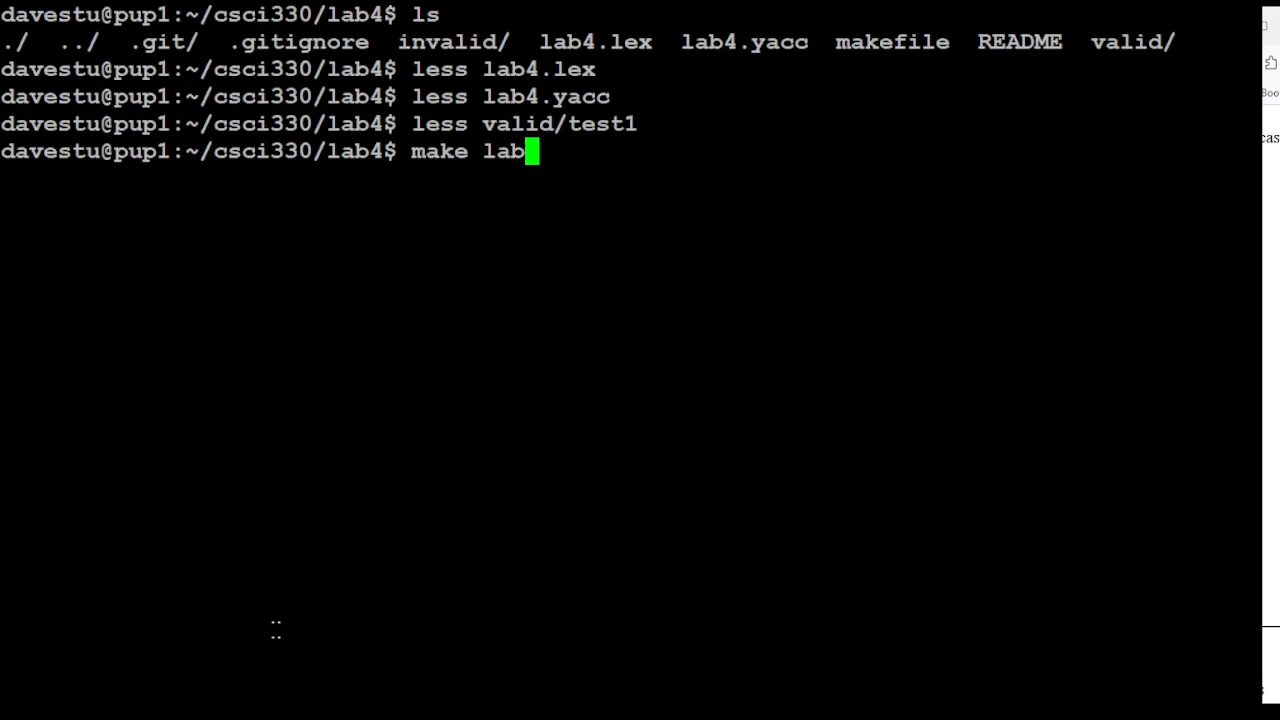 davestu@pup1:~/csci330/lab4$ ls
./  ../  .git/  .gitignore  invalid/  lab4.lex  lab4.yacc  makefile  README  valid/
davestu@pup1:~/csci330/lab4$ less lab4.lex
davestu@pup1:~/csci330/lab4$ less lab4.yacc
davestu@pup1:~/csci330/lab4$ less valid/test1
davestu@pup1:~/csci330/lab4$ make lab
Boo
cas